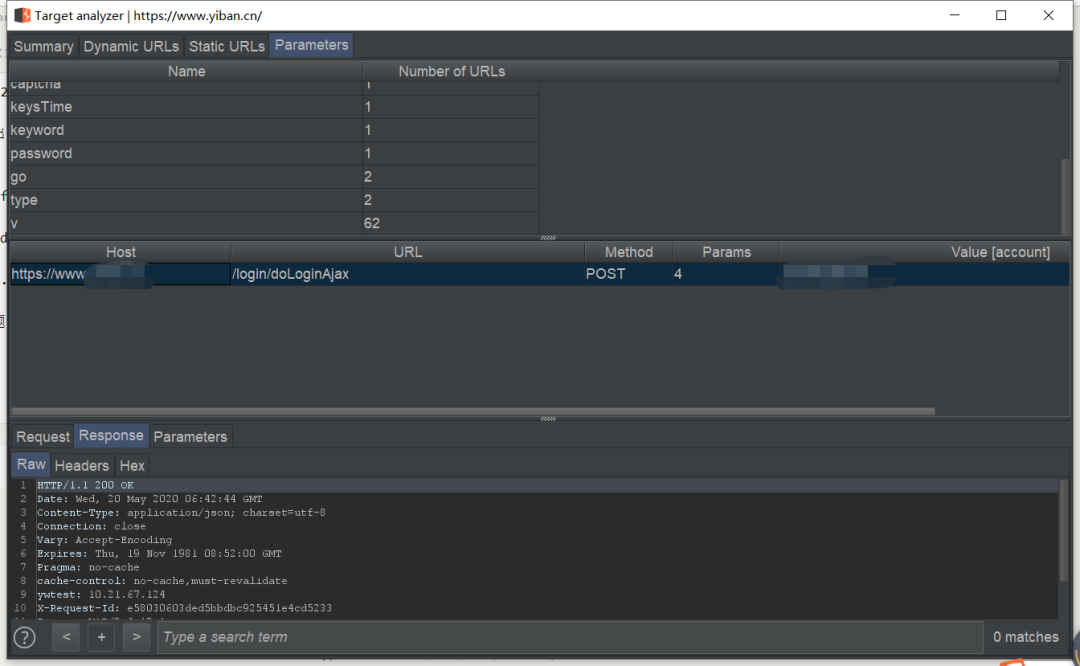 Target analyzer | https://www.yiban.cn/
Summary Dynamic URLs Static URLs Parameters
Name Number of URLs
captcha 1
keysTime 1
keyword 1
password 1
go 2
type 2
v 62
Host URL Method Params Value [account]
https://www /login/doLoginAjax POST 4
Request Response Parameters
Raw Headers Hex
1 HTTP/1.1 200 OK
2 Date: Wed, 20 May 2020 06:42:44 GMT
3 Content-Type: application/json; charset=utf-8
4 Connection: close
5 Vary: Accept-Encoding
6 Expires: Thu, 19 Nov 1981 08:52:00 GMT
7 Pragma: no-cache
8 cache-control: no-cache,must-revalidate
9 ywtest: 10.21.67.124
10 X-Request-Id: e58030603ded5bbdbc925451e4cd5233
? < + > Type a search term 0 matches